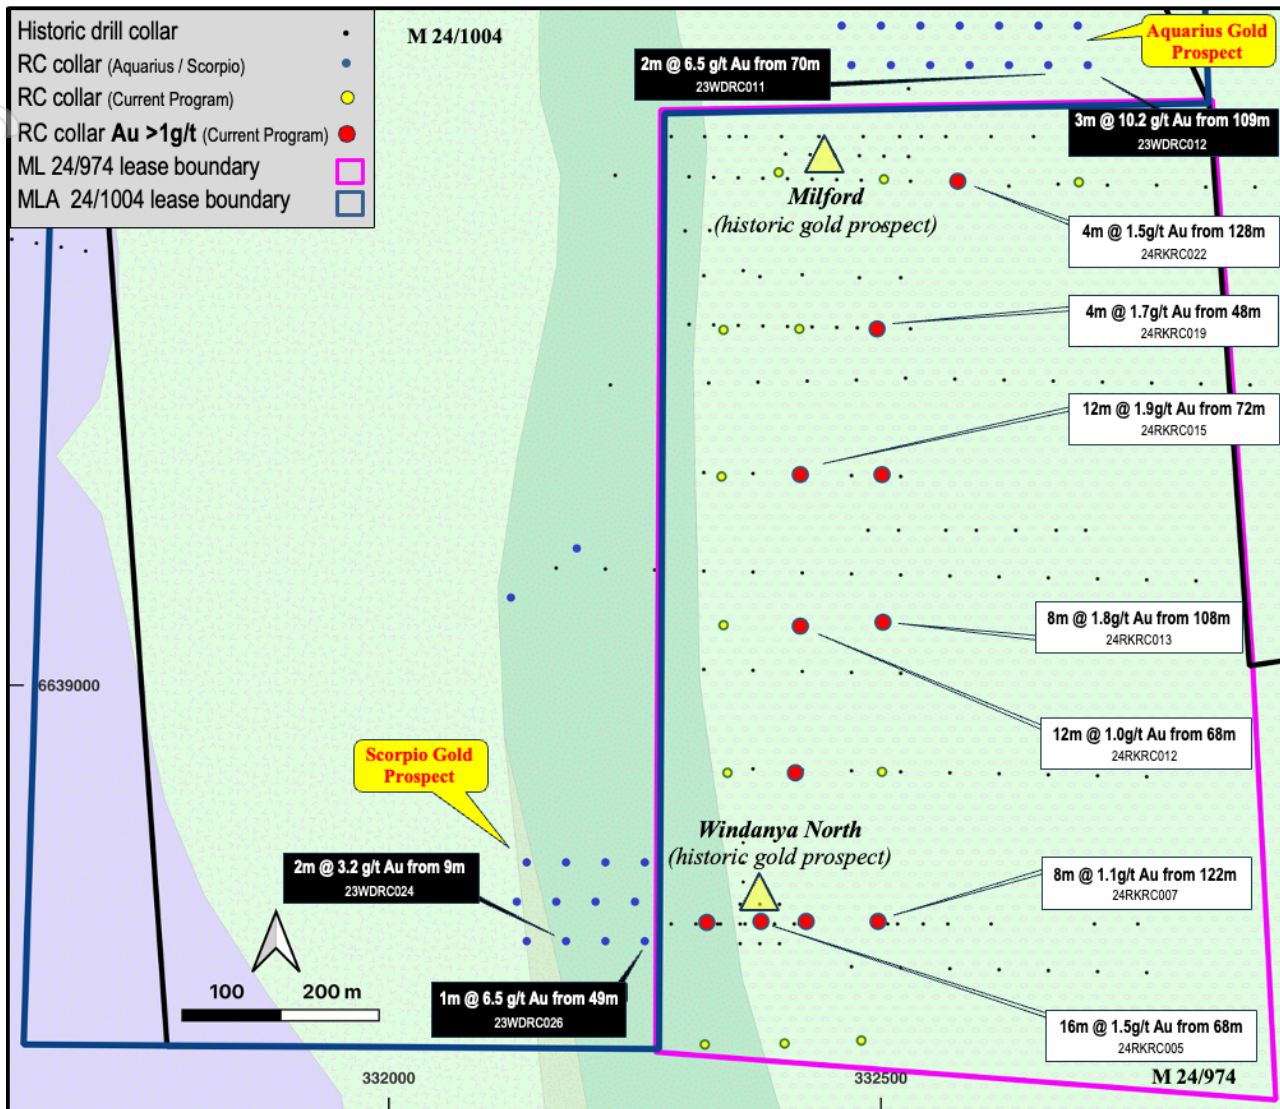 Historic drill collar
RC collar (Aquarius / Scorpio)
RC collar (Current Program)
RC collar Au >1g/t (Current Program)
ML 24/974 lease boundary
MLA 24/1004 lease boundary
M 24/1004
Aquarius Gold
Prospect
2m @ 6.5 g/t Au from 70m
23WDRC011
3m @ 10.2 g/t Au from 109m
23WDRC012
Milford
(historic gold prospect)
4m @ 1.5g/t Au from 128m
24RKRC022
4m @ 1.7g/t Au from 48m
24RKRC019
12m @ 1.9g/t Au from 72m
24RKRC015
8m @ 1.8g/t Au from 108m
24RKRC013
6639000
12m @ 1.0g/t Au from 68m
24RKRC012
Scorpio Gold
Prospect
Windanya North
(historic gold prospect)
2m @ 3.2 g/t Au from 9m
23WDRC024
8m @ 1.1g/t Au from 122m
24RKRC007
100 200 m
1m @ 6.5 g/t Au from 49m
23WDRC026
16m @ 1.5g/t Au from 68m
24RKRC005
332000
332500
M 24/974